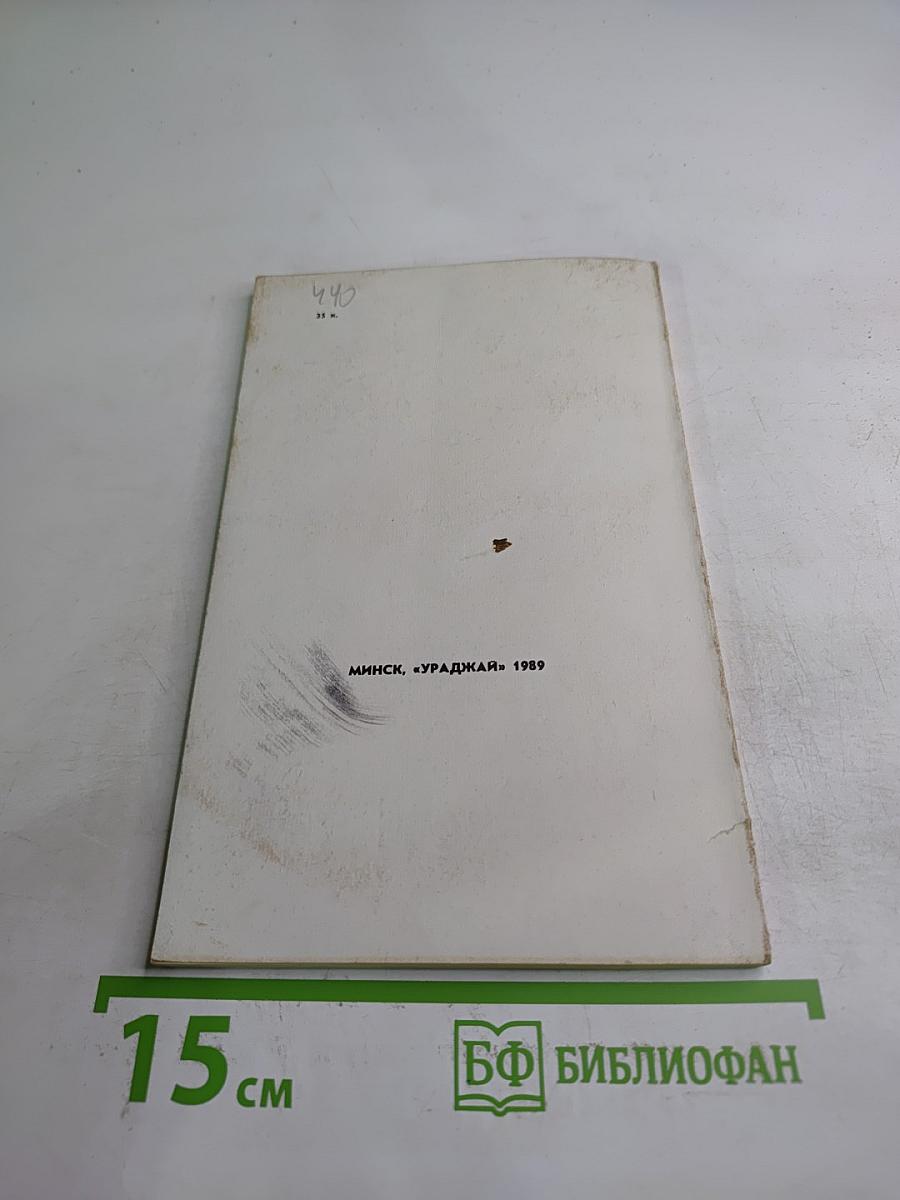 440
35 к.
МИНСК, «УРАДЖАЙ» 1989
15 см
БФ БИБЛИОФАН